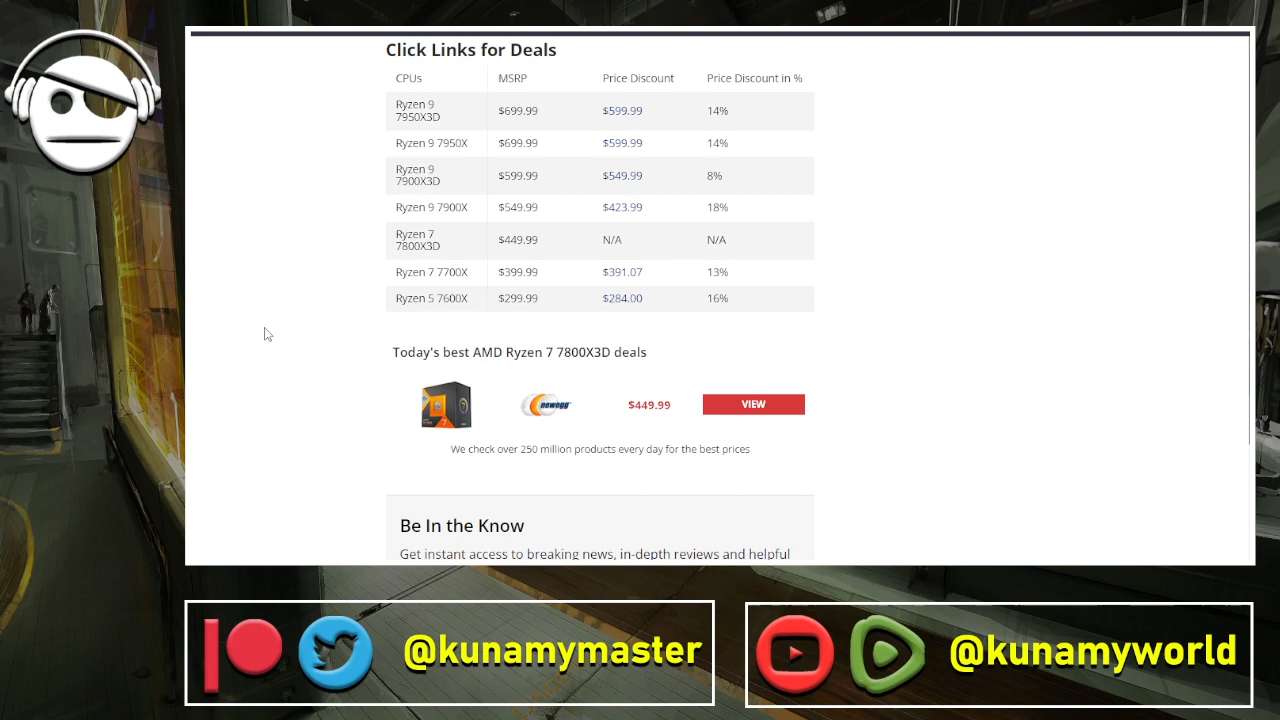 Click Links for Deals
CPUs MSRP Price Discount Price Discount in %
Ryzen 9 7950X3D $699.99 $599.99 14%
Ryzen 9 7950X $699.99 $599.99 14%
Ryzen 9 7900X3D $599.99 $549.99 8%
Ryzen 9 7900X $549.99 $423.99 18%
Ryzen 7 7800X3D $449.99 N/A N/A
Ryzen 7 7700X $399.99 $391.07 13%
Ryzen 5 7600X $299.99 $284.00 16%
Today's best AMD Ryzen 7 7800X3D deals
newegg $449.99 VIEW
We check over 250 million products every day for the best prices
Be In the Know
Get instant access to breaking news, in-depth reviews and helpful
@kunamymaster @kunamyworld